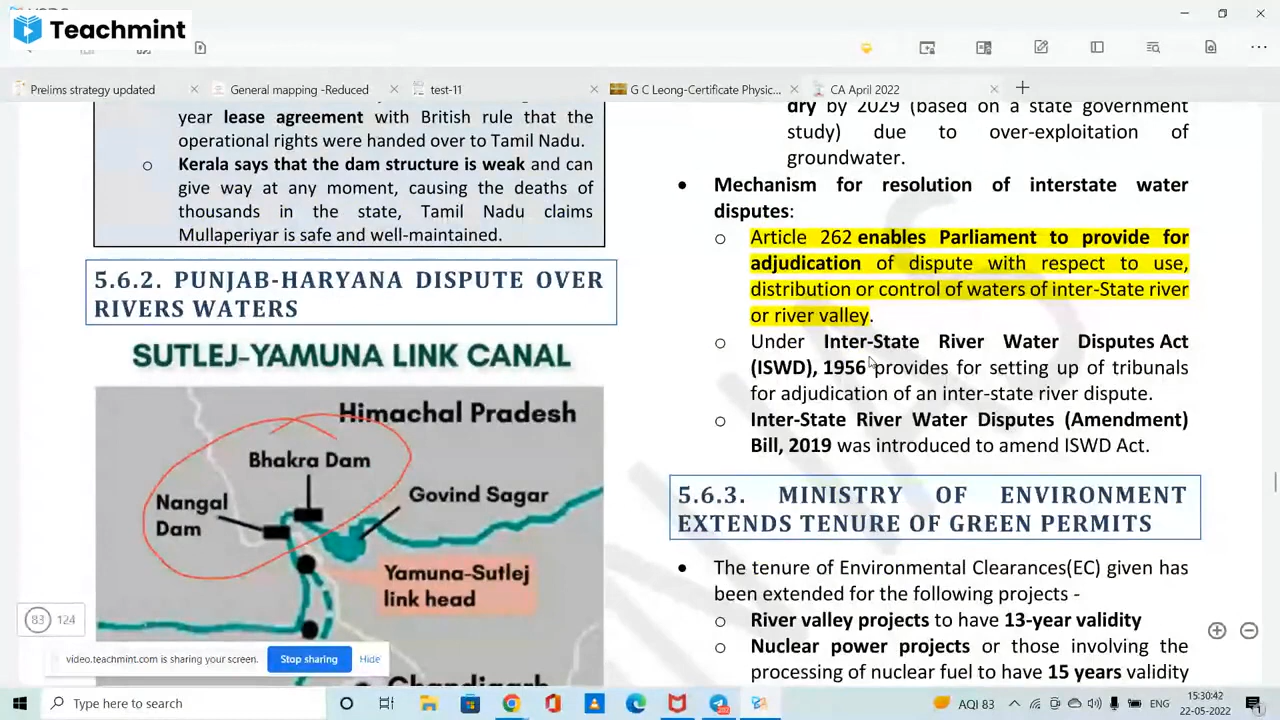 Teachmint
Prelims strategy updated
General mapping -Reduced
test-11
G C Leong-Certificate Physic...
CA April 2022
year lease agreement with British rule that the
operational rights were handed over to Tamil Nadu.
o Kerala says that the dam structure is weak and can
give way at any moment, causing the deaths of
thousands in the state, Tamil Nadu claims
Mullaperiyar is safe and well-maintained.
5.6.2. PUNJAB-HARYANA DISPUTE OVER
RIVERS WATERS
SUTLEJ-YAMUNA LINK CANAL
Himachal Pradesh
Bhakra Dam
Nangal
Dam
Govind Sagar
Yamuna-Sutlej
link head
Chandigarh
83 124
dry by 2029 (based on a state government
study) due to over-exploitation of
groundwater.
• Mechanism for resolution of interstate water
disputes:
o Article 262 enables Parliament to provide for
adjudication of dispute with respect to use,
distribution or control of waters of inter-State river
or river valley.
o Under Inter-State River Water Disputes Act
(ISWD), 1956 provides for setting up of tribunals
for adjudication of an inter-state river dispute.
o Inter-State River Water Disputes (Amendment)
Bill, 2019 was introduced to amend ISWD Act.
5.6.3. MINISTRY OF ENVIRONMENT
EXTENDS TENURE OF GREEN PERMITS
• The tenure of Environmental Clearances(EC) given has
been extended for the following projects -
o River valley projects to have 13-year validity
o Nuclear power projects or those involving the
processing of nuclear fuel to have 15 years validity
video.teachmint.com is sharing your screen.
Stop sharing
Hide
Type here to search
AQI 83
ENG
15:30:42
22-05-2022